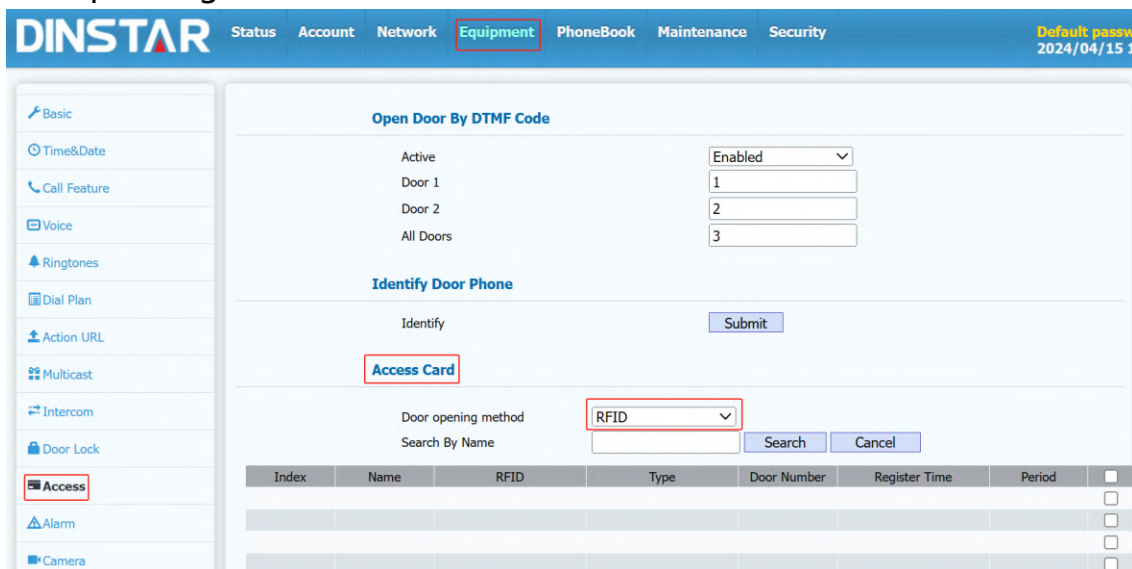 DINSTAR Status Account Network Equipment PhoneBook Maintenance Security Default
2024/04/15
Basic
Open Door By DTMF Code
Time&Date
Active Enabled
Door 1 1
Call Feature
Door 2 2
Voice
All Doors 3
Ringtones
Identify Door Phone
Dial Plan
Identify Submit
Action URL
Access Card
Multicast
Intercom
Door opening method RFID
Search By Name Search Cancel
Door Lock
Index Name RFID Type Door Number Register Time Period
Access
Alarm
Camera